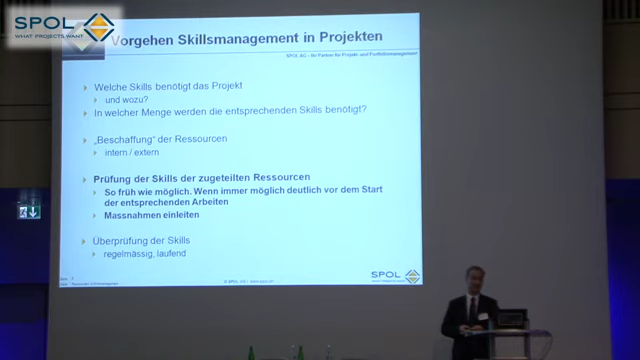 SPOL
WHAT PROJECTS WANT
Vorgehen Skillsmanagement in Projekten
SPOL AG - Ihr Partner für Projekt- und Portfoliomanagement
Welche Skills benötigt das Projekt
und wozu?
In welcher Menge werden die entsprechenden Skills benötigt?
„Beschaffung“ der Ressourcen
intern / extern
Prüfung der Skills der zugeteilten Ressourcen
So früh wie möglich. Wenn immer möglich deutlich vor dem Start
der entsprechenden Arbeiten
Massnahmen einleiten
Überprüfung der Skills
regelmässig, laufend
SPOL